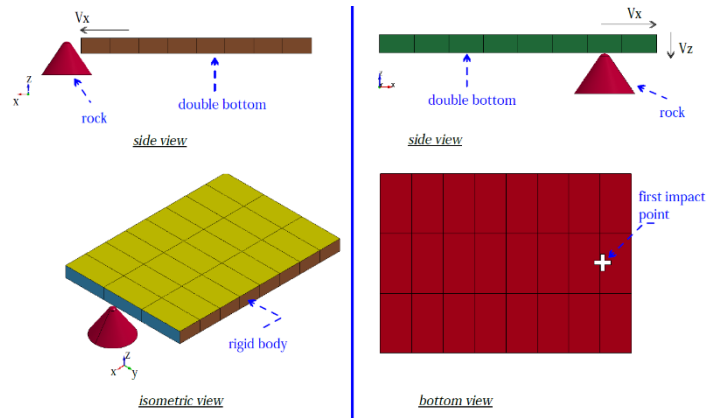 Vx
z
x
rock
double bottom
side view
Vx
Vz
x
double bottom
rock
side view
z
x
y
rigid body
isometric view
first impact
point
bottom view